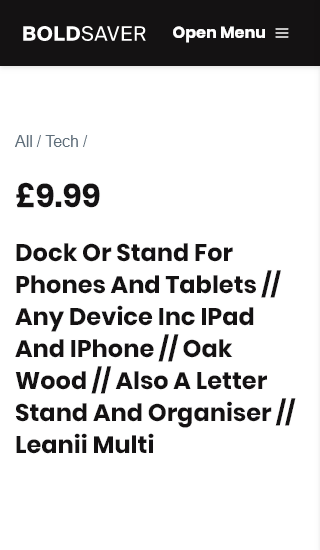 BOLDSAVER
Open Menu
All / Tech /
£9.99
Dock Or Stand For
Phones And Tablets //
Any Device Inc IPad
And IPhone // Oak
Wood // Also A Letter
Stand And Organiser //
Leanii Multi